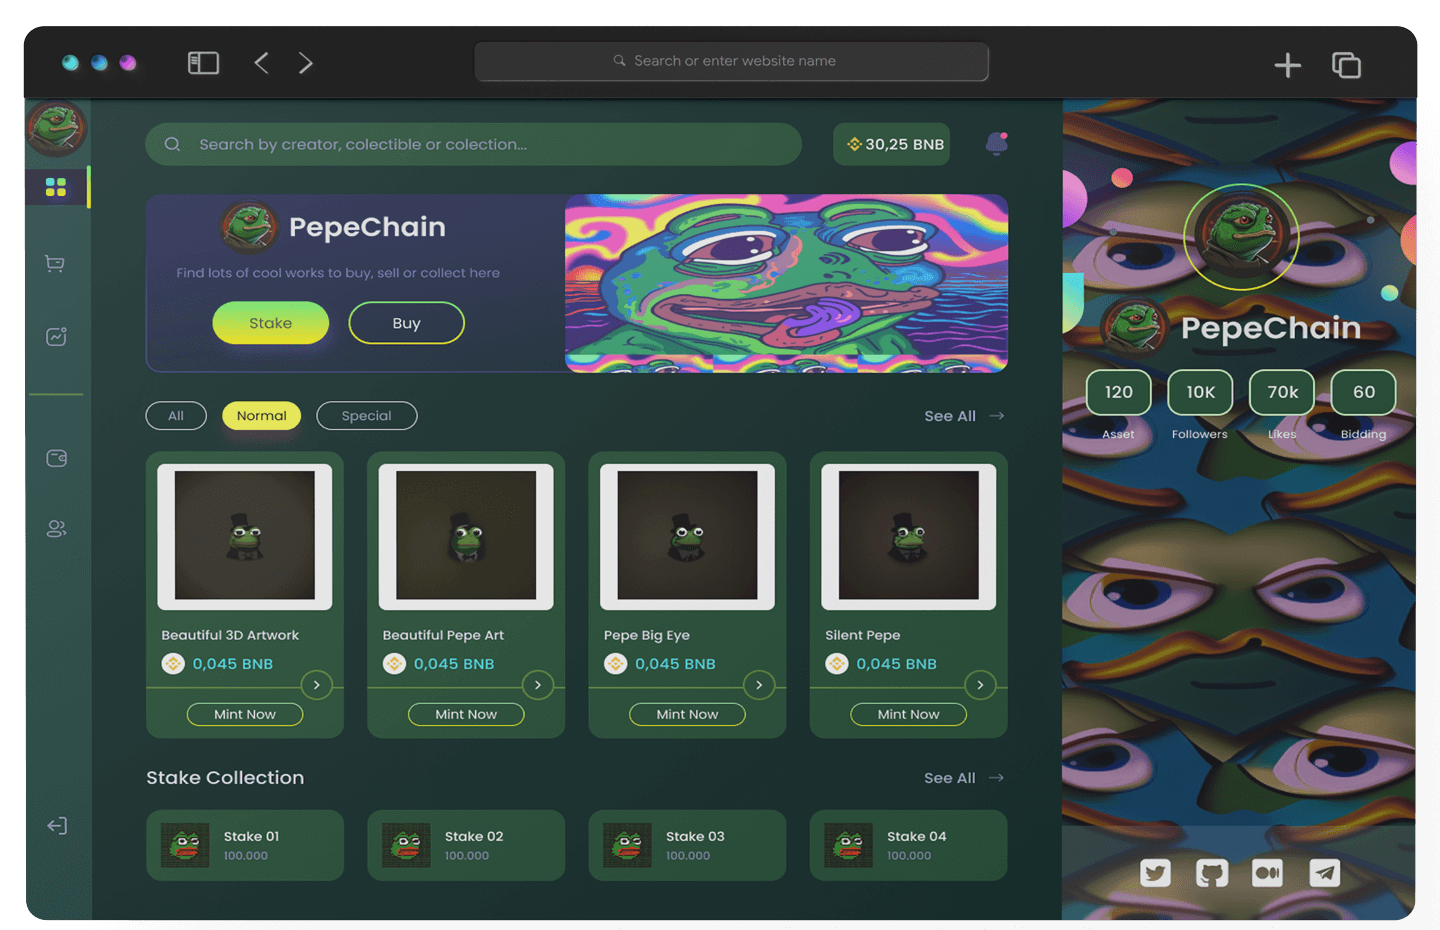 Search or enter website name
Search by creator, colectible or colection...
30,25 BNB
PepeChain
Find lots of cool works to buy, sell or collect here
Stake
Buy
All
Normal
Special
See All
Beautiful 3D Artwork
0,045 BNB
Mint Now
Beautiful Pepe Art
0,045 BNB
Mint Now
Pepe Big Eye
0,045 BNB
Mint Now
Silent Pepe
0,045 BNB
Mint Now
Stake Collection
See All
Stake 01
100.000
Stake 02
100.000
Stake 03
100.000
Stake 04
100.000
PepeChain
120
Asset
10K
Followers
70k
Likes
60
Bidding